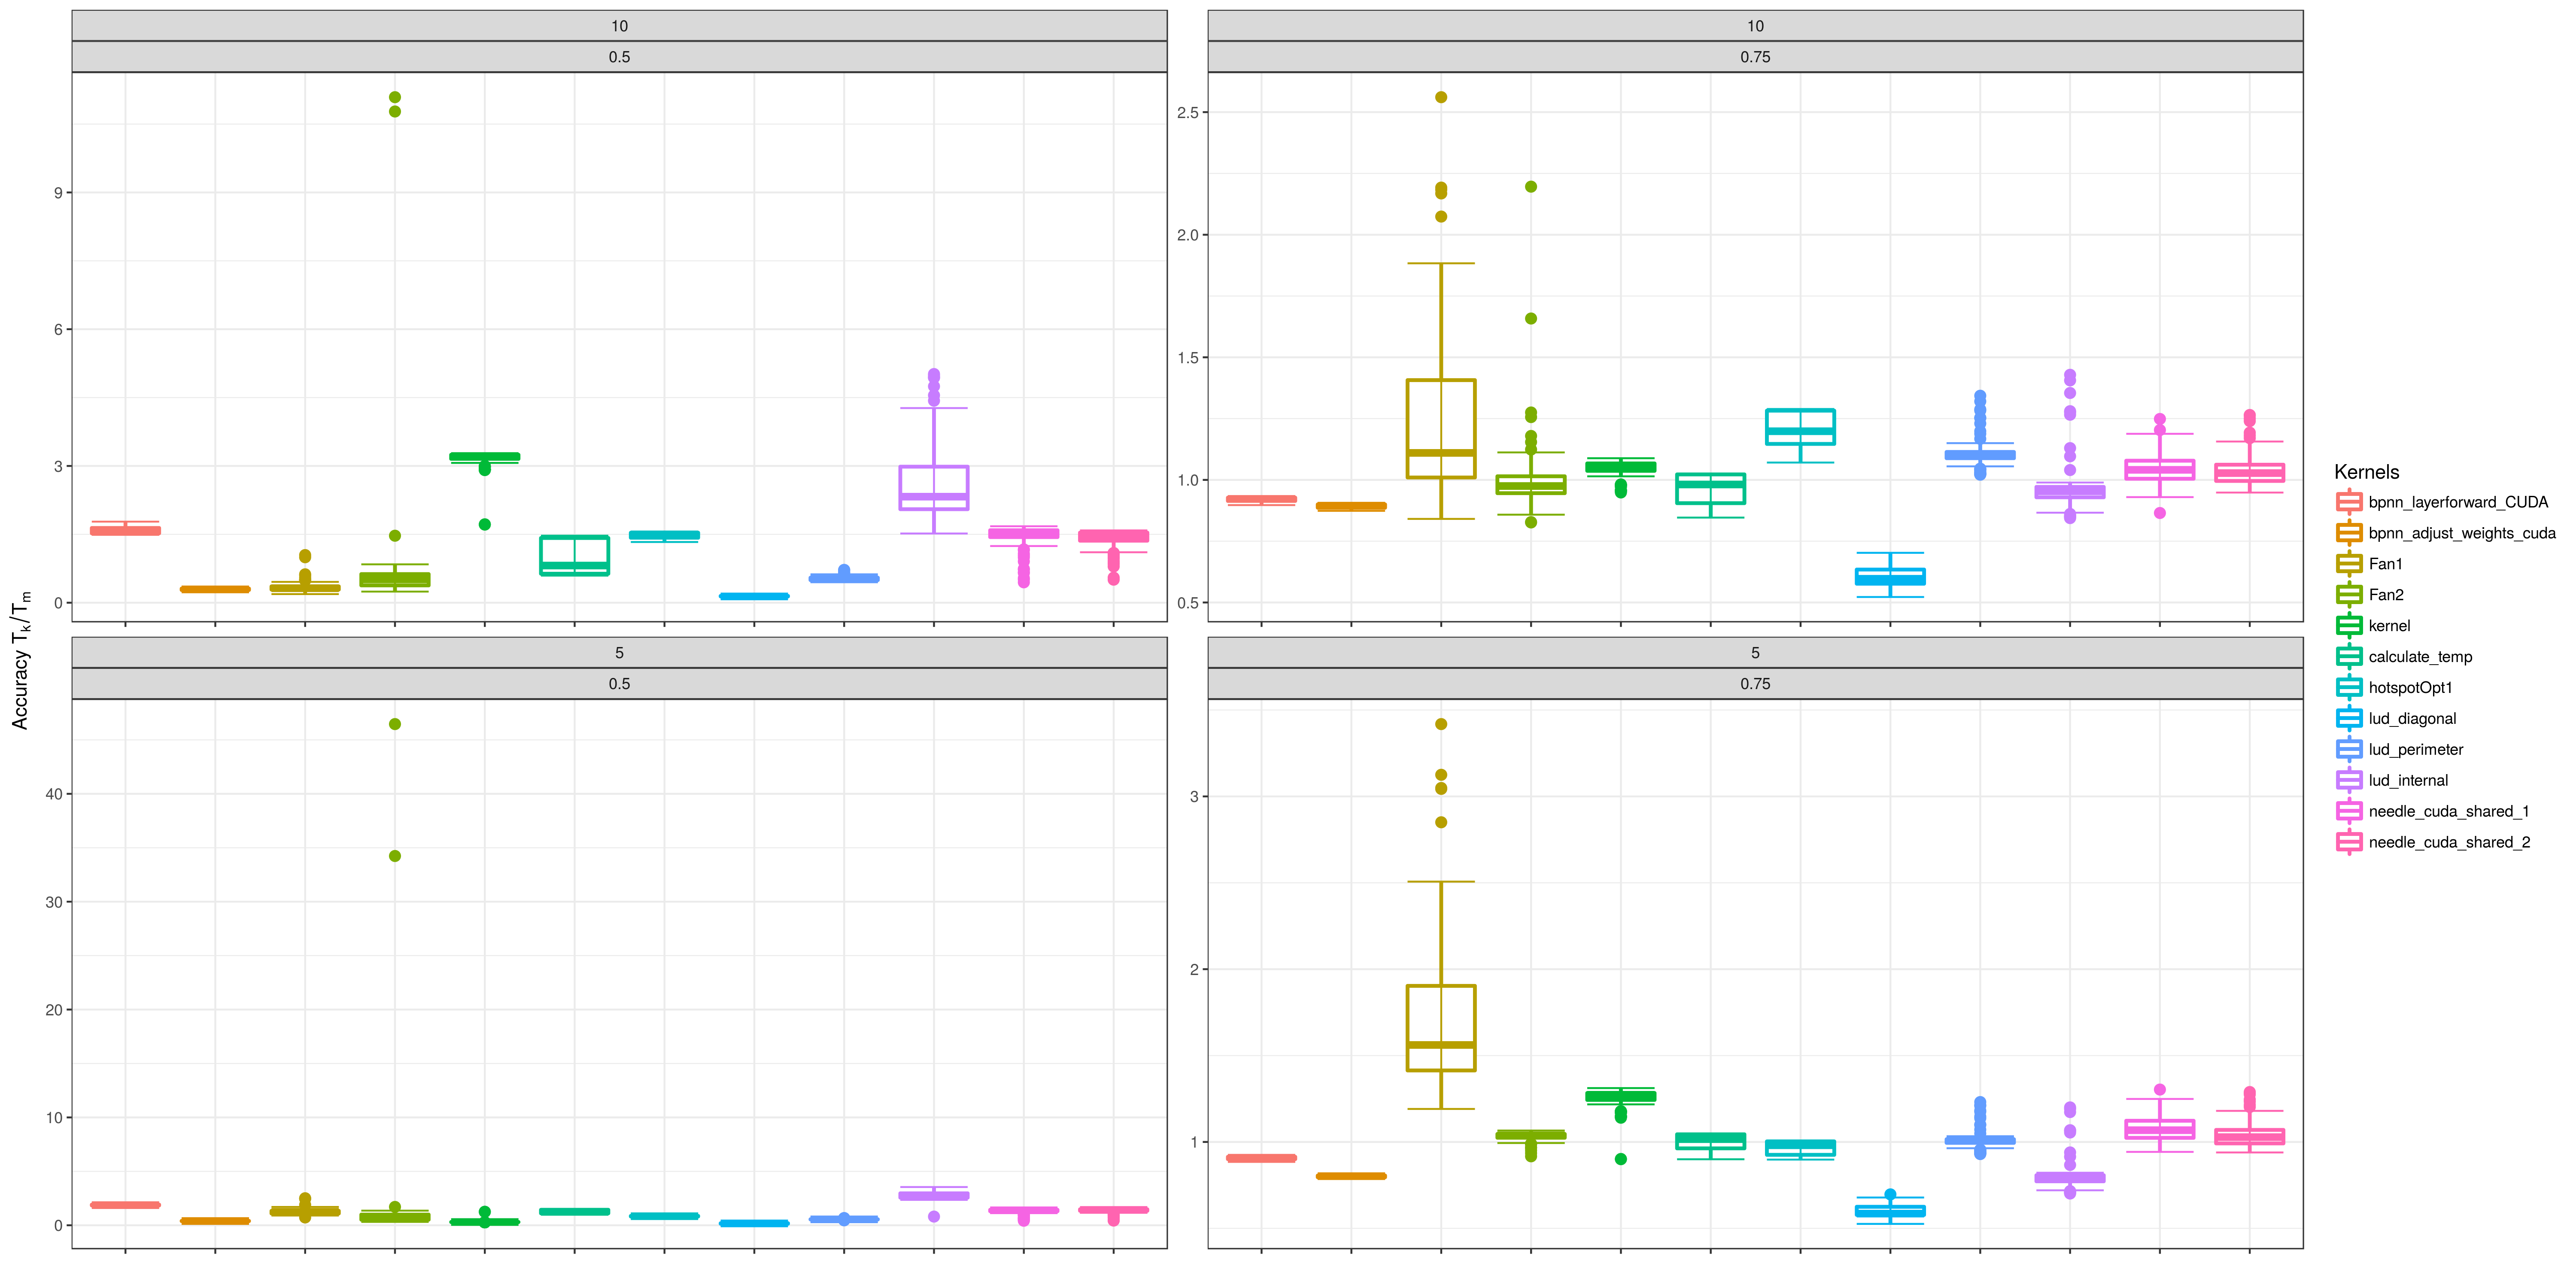 10
0.5
9
6
3
0
10
0.75
2.5
2.0
1.5
1.0
0.5
5
0.5
40
30
20
10
0
5
0.75
3
2
1
Accuracy Tk/Tm
Kernels
bpnn_layerforward_CUDA
bpnn_adjust_weights_cuda
Fan1
Fan2
kernel
calculate_temp
hotspotOpt1
lud_diagonal
lud_perimeter
lud_internal
needle_cuda_shared_1
needle_cuda_shared_2